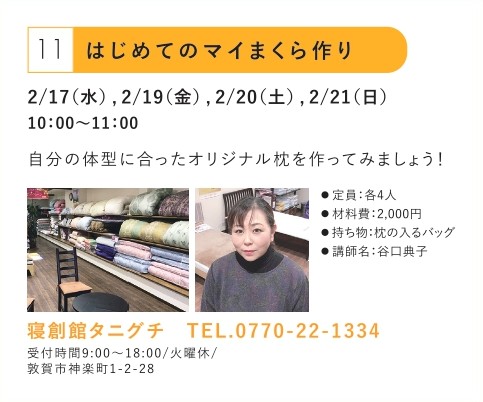 11 はじめてのマイまくら作り
2/17(水) , 2/19(金) , 2/20(土) , 2/21(日)
10:00〜11:00
自分の体型に合ったオリジナル枕を作ってみましょう!
●定員:各4人
●材料費:2,000円
●持ち物:枕の入るバッグ
●講師名:谷口典子
寝創館タニグチ TEL.0770-22-1334
受付時間9:00〜18:00/火曜休/
敦賀市神楽町1-2-28